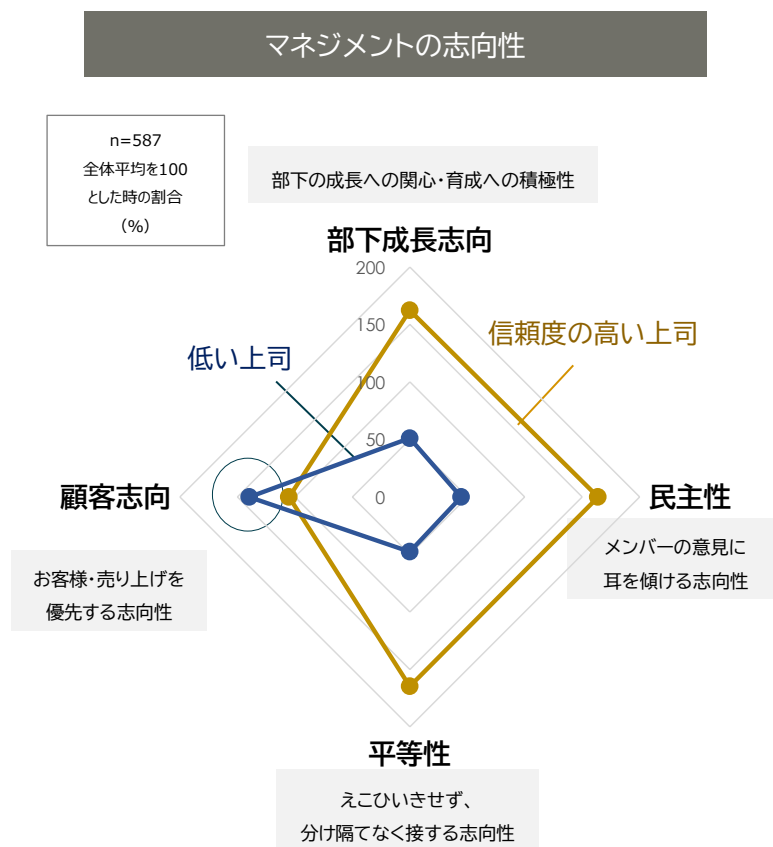 マネジメントの志向性
n=587
全体平均を100
とした時の割合
(%)
部下の成長への関心・育成への積極性
部下成長志向
200
150
100
50
0
低い上司
信頼度の高い上司
顧客志向
お客様・売り上げを
優先する志向性
民主性
メンバーの意見に
耳を傾ける志向性
平等性
えこひいきせず、
分け隔てなく接する志向性